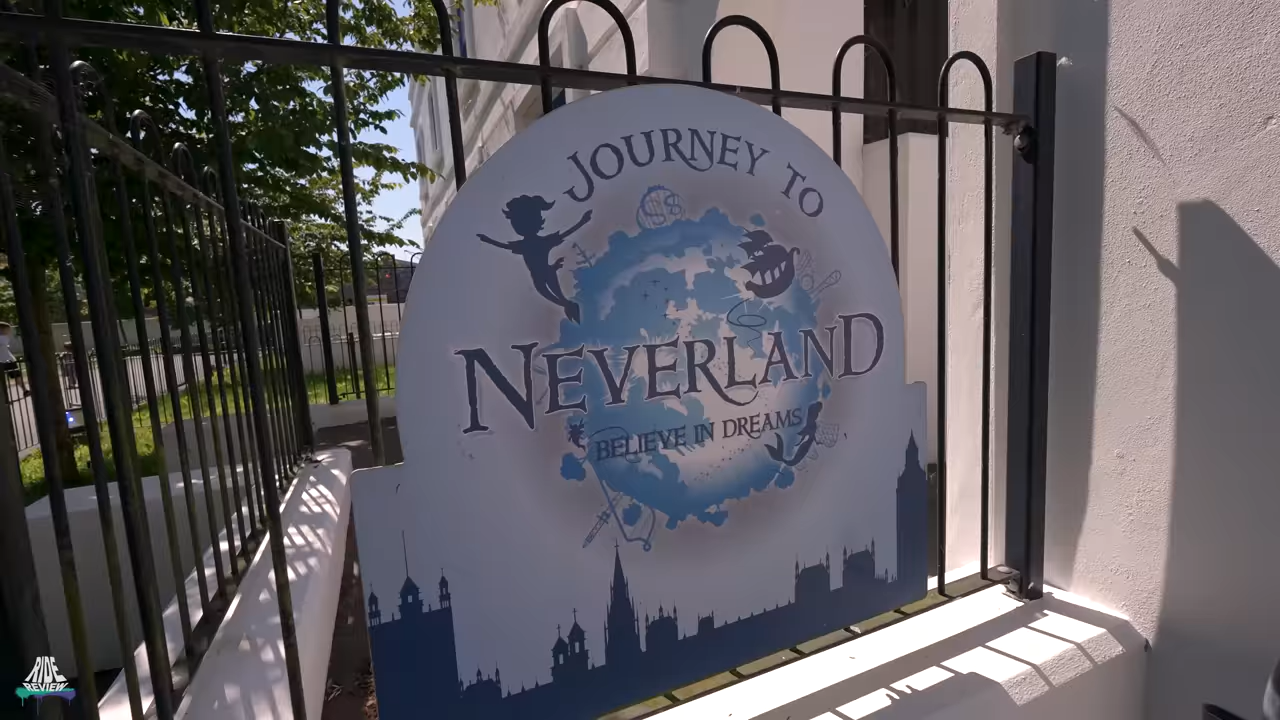 JOURNEY TO
NEVERLAND
BELIEVE IN DREAMS
RIDE
REVIEW